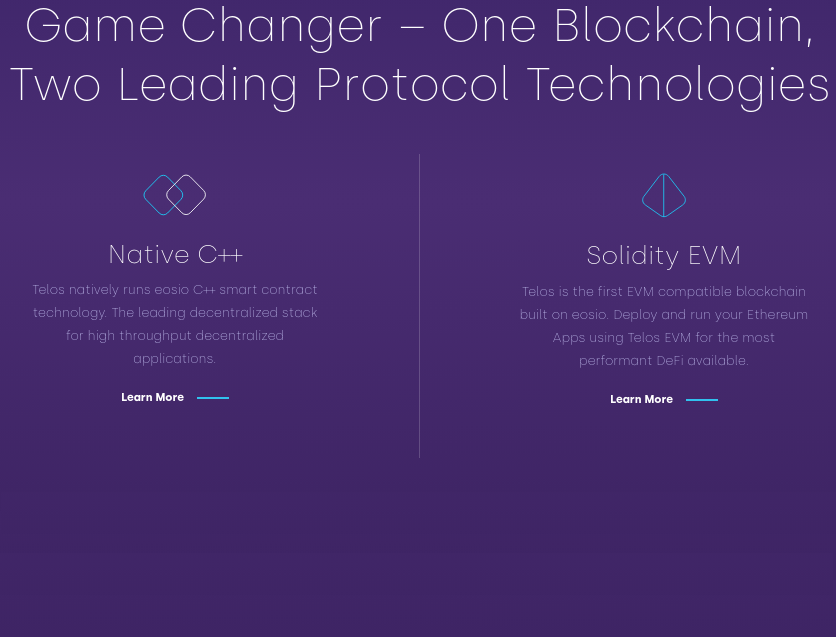 Game Changer – One Blockchain,
Two Leading Protocol Technologies
Native C++
Telos natively runs eosio C++ smart contract
technology. The leading decentralized stack
for high throughput decentralized
applications.
Learn More
Solidity EVM
Telos is the first EVM compatible blockchain
built on eosio. Deploy and run your Ethereum
Apps using Telos EVM for the most
performant DeFi available.
Learn More